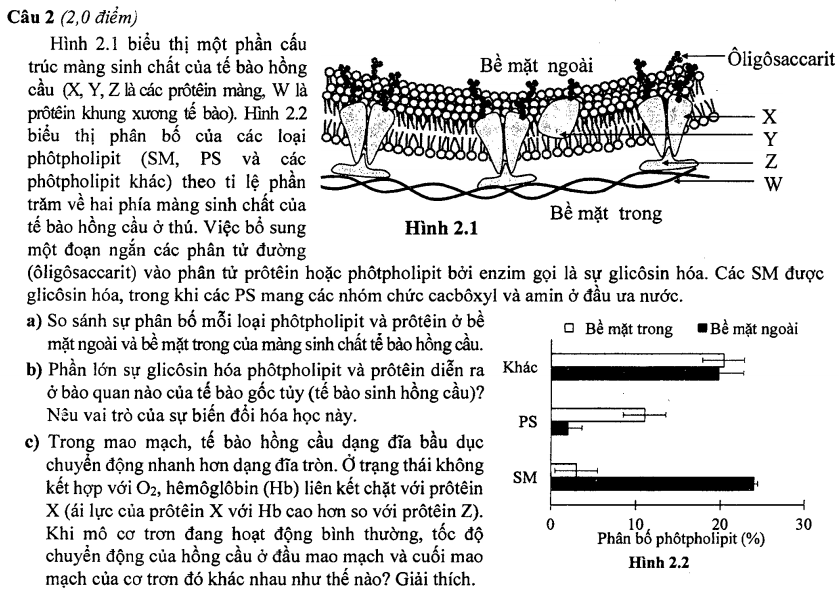 Câu 2 (2,0 điểm)
Hình 2.1 biểu thị một phần cấu
trúc màng sinh chất của tế bào hồng
cầu (X, Y, Z là các prôtêin màng, W là
prôtêin khung xương tế bào). Hình 2.2
biểu thị phân bố của các loại
phôtpholipit (SM, PS và các
phôtpholipit khác) theo tỉ lệ phần
trăm về hai phía màng sinh chất của
tế bào hồng cầu ở thú. Việc bổ sung
một đoạn ngắn các phân tử đường
(ôligôsaccarit) vào phân tử prôtêin hoặc phôtpholipit bởi enzim gọi là sự glicôsin hóa. Các SM được
glicôsin hóa, trong khi các PS mang các nhóm chức cacbôxyl và amin ở đầu ưa nước.
Bề mặt ngoài
Ôligôsaccarit
X
Y
Z
W
Bề mặt trong
Hình 2.1
a) So sánh sự phân bố mỗi loại phôtpholipit và prôtêin ở bề
mặt ngoài và bề mặt trong của màng sinh chất tế bào hồng cầu.
b) Phần lớn sự glicôsin hóa phôtpholipit và prôtêin diễn ra
ở bào quan nào của tế bào gốc tủy (tế bào sinh hồng cầu)?
Nêu vai trò của sự biến đổi hóa học này.
c) Trong mao mạch, tế bào hồng cầu dạng đĩa bầu dục
chuyển động nhanh hơn dạng đĩa tròn. Ở trạng thái không
kết hợp với O₂, hêmôglôbin (Hb) liên kết chặt với prôtêin
X (ái lực của prôtêin X với Hb cao hơn so với prôtêin Z).
Khi mô cơ trơn đang hoạt động bình thường, tốc độ
chuyển động của hồng cầu ở đầu mao mạch và cuối mao
mạch của cơ trơn đó khác nhau như thế nào? Giải thích.
Bề mặt trong
Bề mặt ngoài
Khác
PS
SM
0 10 20 30
Phân bố phôtpholipit (%)
Hình 2.2